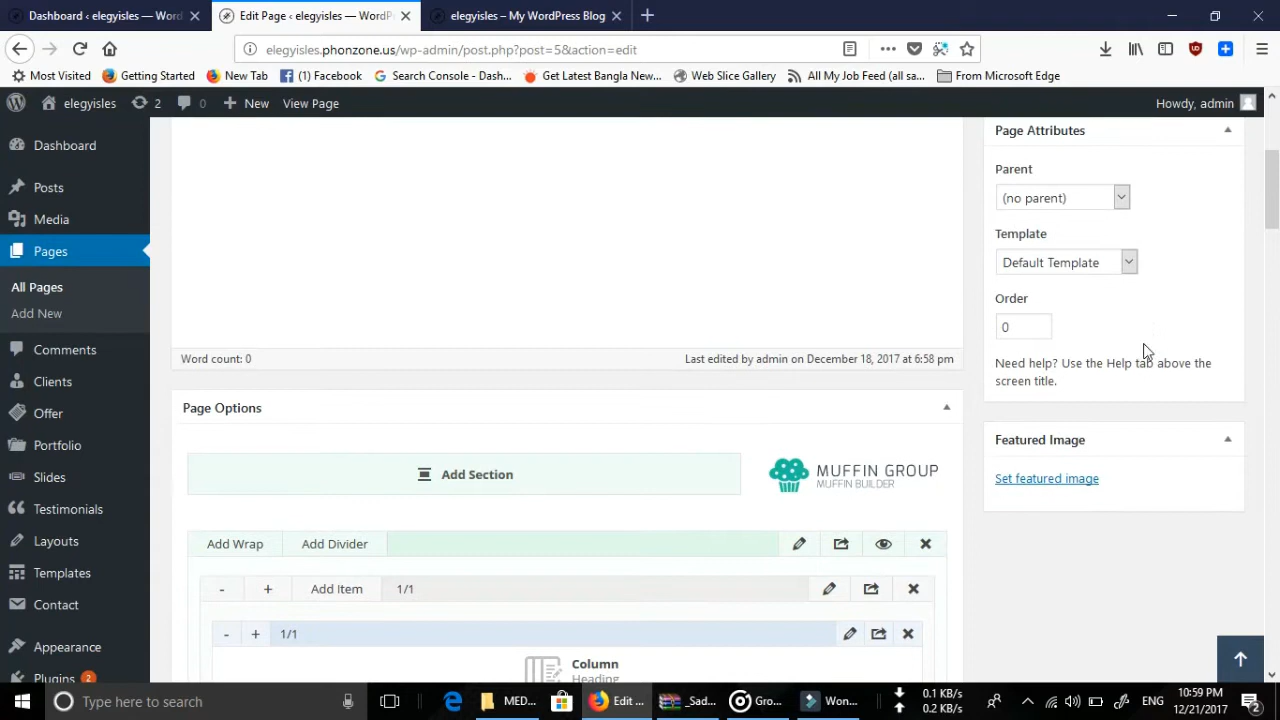 Dashboard ‹ elegyisles — Word
Edit Page ‹ elegyisles — WordP
elegyisles – My WordPress Blog
elegyisles.phonzone.us/wp-admin/post.php?post=5&action=edit
Most Visited
Getting Started
New Tab
(1) Facebook
Search Console - Dash...
Get Latest Bangla New...
Web Slice Gallery
All My Job Feed (all sa...
From Microsoft Edge
elegyisles
2
0
New
View Page
Howdy, admin
Dashboard
Posts
Media
Pages
All Pages
Add New
Comments
Clients
Offer
Portfolio
Slides
Testimonials
Layouts
Templates
Contact
Appearance
Plugins 2
Word count: 0
Last edited by admin on December 18, 2017 at 6:58 pm
Page Options
Add Section
MUFFIN GROUP
MUFFIN BUILDER
Add Wrap
Add Divider
- + Add Item 1/1
- + 1/1
Column
Heading
Page Attributes
Parent
(no parent)
Template
Default Template
Order
0
Need help? Use the Help tab above the
screen title.
Featured Image
Set featured image
Type here to search
MED...
Edit ...
_Sad...
Gro...
Won...
0.1 KB/s
0.2 KB/s
ENG
10:59 PM
12/21/2017
2